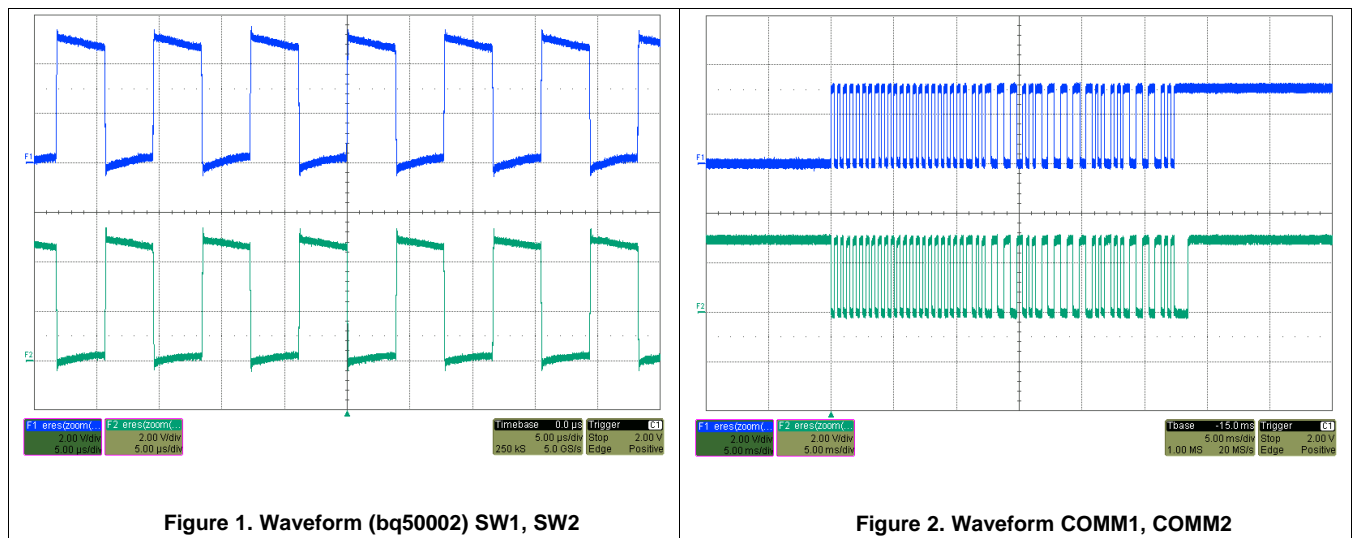 F1
F2
F1 eres(zoom(...
2.00 V/div
5.00 µs/div
F2 eres(zoom(...
2.00 V/div
5.00 µs/div
Timebase 0.0 µs
5.00 µs/div
250 kS 5.0 GS/s
Trigger C1
Stop 2.00 V
Edge Positive
Figure 1. Waveform (bq50002) SW1, SW2
F1
F2
F1 eres(zoom(...
2.00 V/div
5.00 ms/div
F2 eres(zoom(...
2.00 V/div
5.00 ms/div
Tbase -15.0 ms
5.00 ms/div
1.00 MS 20 MS/s
Trigger C1
Stop 2.00 V
Edge Positive
Figure 2. Waveform COMM1, COMM2